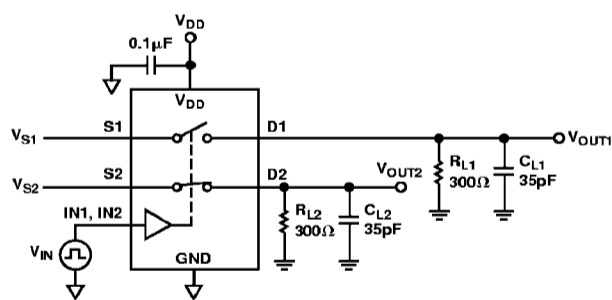 VDD
0.1µF
VDD
VS1
S1
D1
VOUT1
VS2
S2
D2
VOUT2
RL1
300Ω
CL1
35pF
IN1, IN2
RL2
300Ω
CL2
35pF
VIN
GND